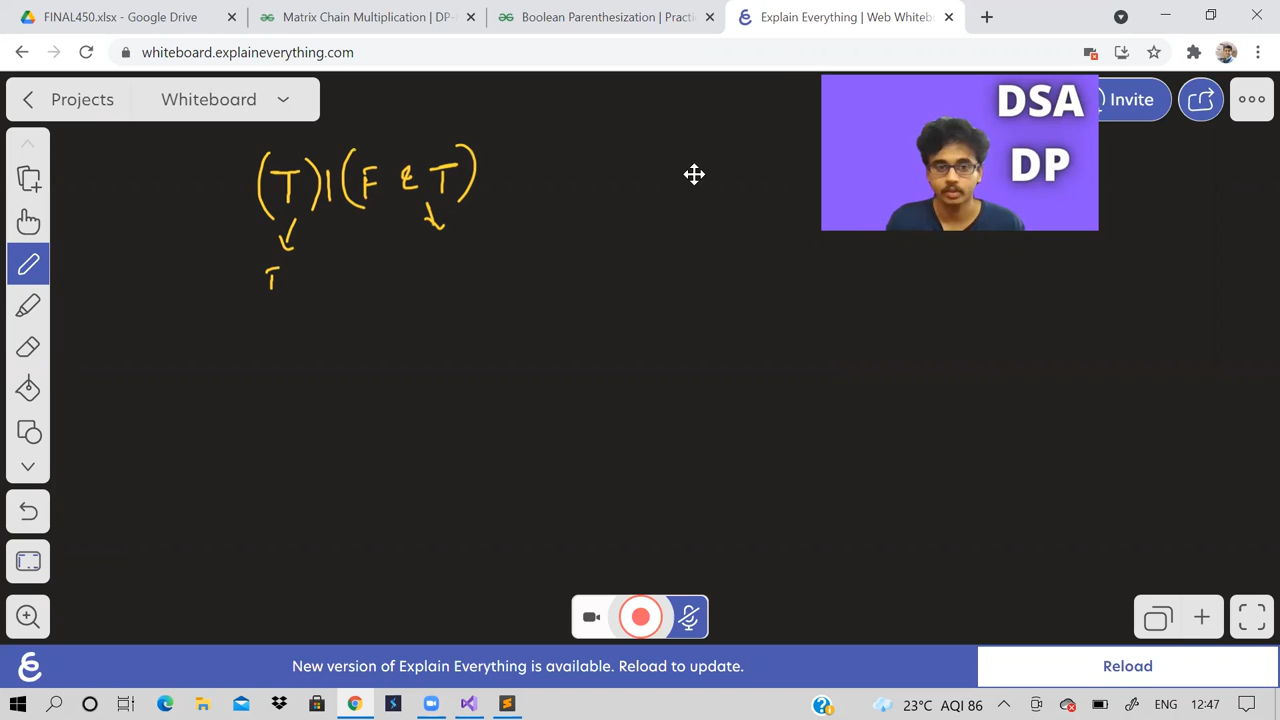 FINAL450.xlsx - Google Drive
Matrix Chain Multiplication | DP-
Boolean Parenthesization | Practi
Explain Everything | Web Whitebo
whiteboard.explaineverything.com
Projects
Whiteboard
DSA
DP
Invite
(T)|(F & T)
T
New version of Explain Everything is available. Reload to update.
Reload
23°C AQI 86
ENG
12:47